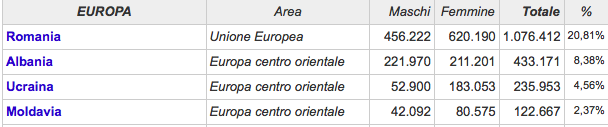 EUROPA Area Maschi Femmine Totale %
Romania Unione Europea 456.222 620.190 1.076.412 20,81%
Albania Europa centro orientale 221.970 211.201 433.171 8,38%
Ucraina Europa centro orientale 52.900 183.053 235.953 4,56%
Moldavia Europa centro orientale 42.092 80.575 122.667 2,37%